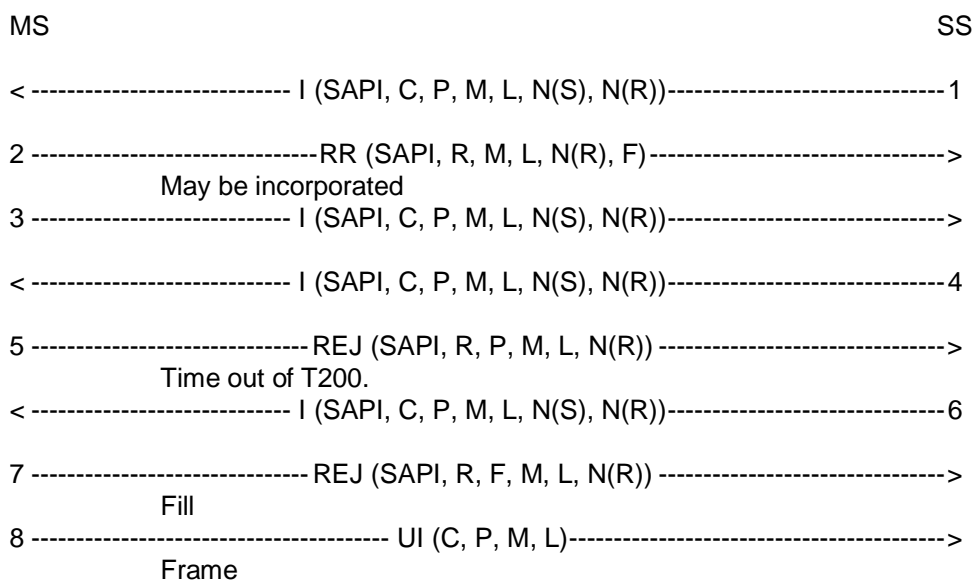 MS SS
< ----------------------------- I (SAPI, C, P, M, L, N(S), N(R))-------------------------------1
2 --------------------------------RR (SAPI, R, M, L, N(R), F)--------------------------------->
May be incorporated
3 ----------------------------- I (SAPI, C, P, M, L, N(S), N(R))------------------------------->
< ----------------------------- I (SAPI, C, P, M, L, N(S), N(R))-------------------------------4
5 -------------------------------REJ (SAPI, R, P, M, L, N(R)) -------------------------------->
Time out of T200.
< ----------------------------- I (SAPI, C, P, M, L, N(S), N(R))-------------------------------6
7 -------------------------------REJ (SAPI, R, F, M, L, N(R)) -------------------------------->
Fill
8 ---------------------------------------- UI (C, P, M, L)------------------------------------------>
Frame